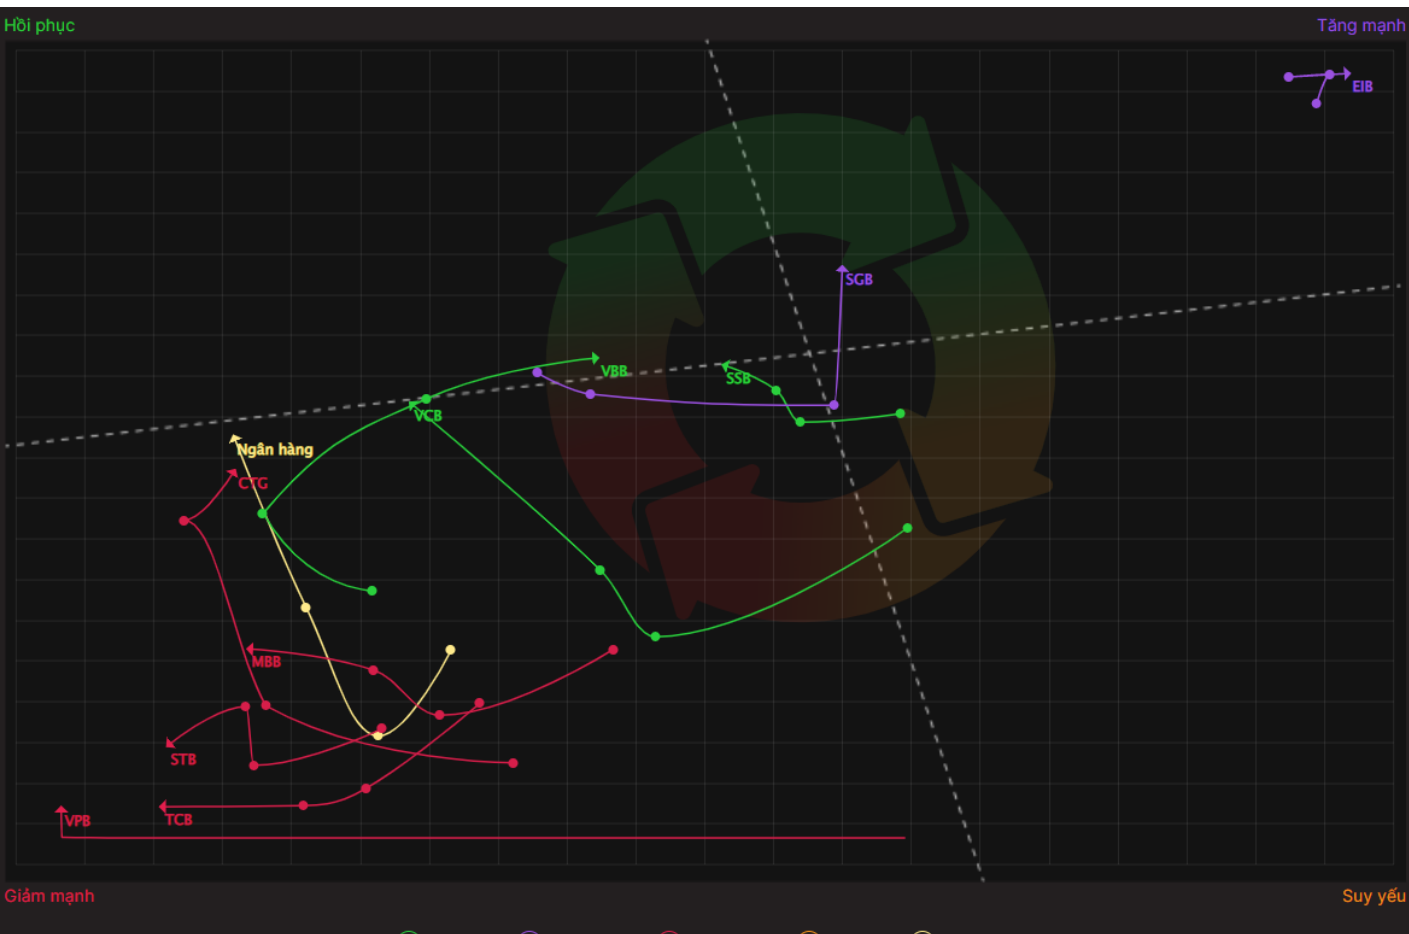 Hồi phục
Tăng mạnh
EIB
SGB
VBB
SSB
VCB
Ngân hàng
CTG
MBB
STB
TCB
VPB
Giảm mạnh
Suy yếu